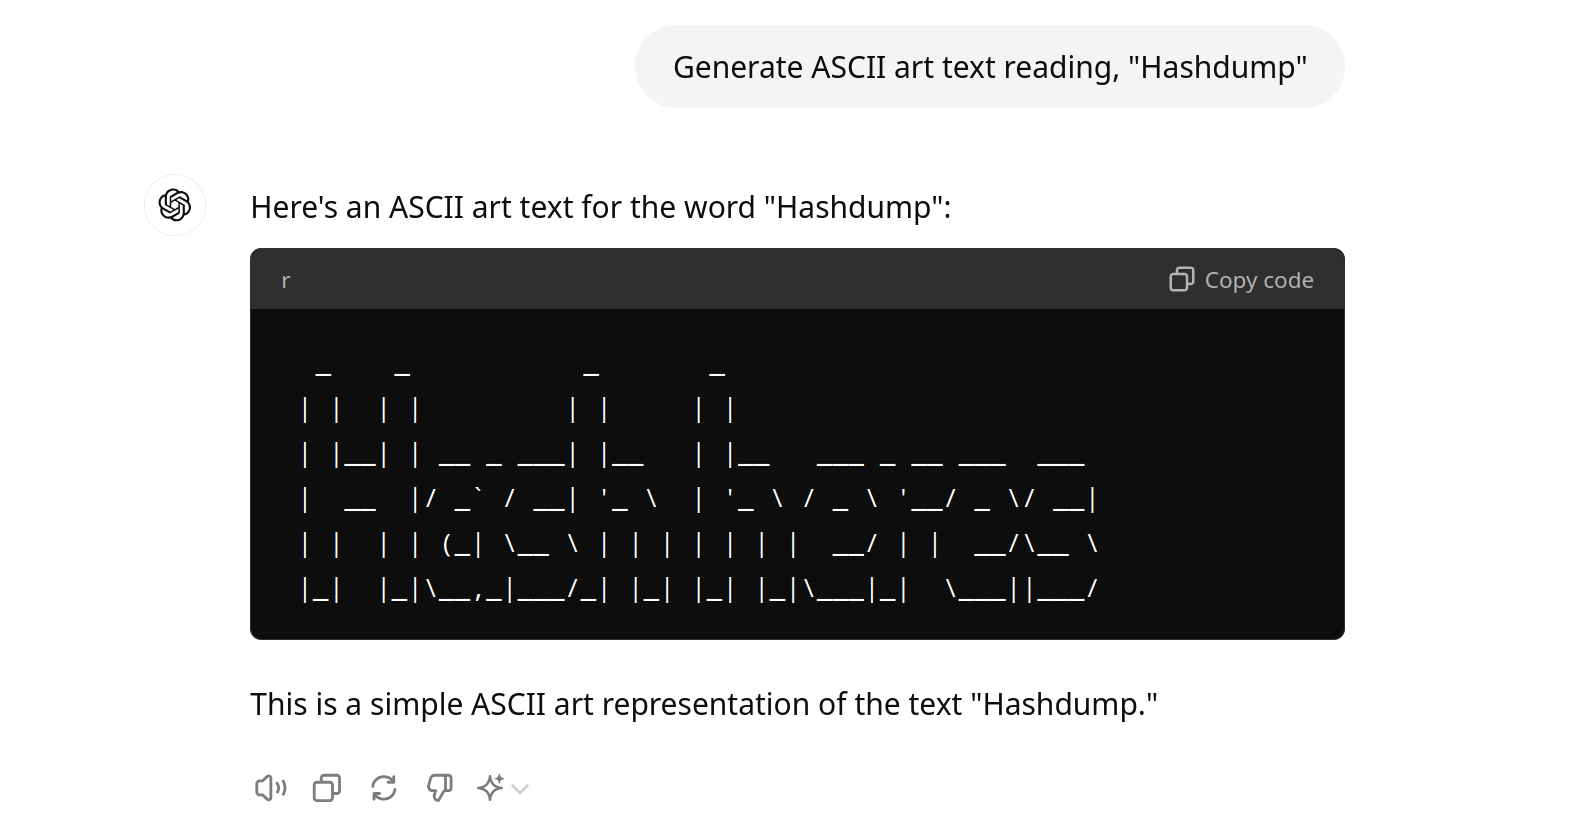 Generate ASCII art text reading, "Hashdump"
Here's an ASCII art text for the word "Hashdump":
r
Copy code
  _    _           _       _
 | |  | |         | |     | |
 | |__| | __ _ ___| |__   | |__   ___ _ __ ___  ___
 |  __  |/ _` / __| '_ \  | '_ \ / _ \ '__/ _ \/ __|
 | |  | | (_| \__ \ | | | | | | |  __/ | |  __/\__ \
 |_|  |_|\__,_|___/_| |_| |_| |_|\___|_|  \___||___/
This is a simple ASCII art representation of the text "Hashdump."